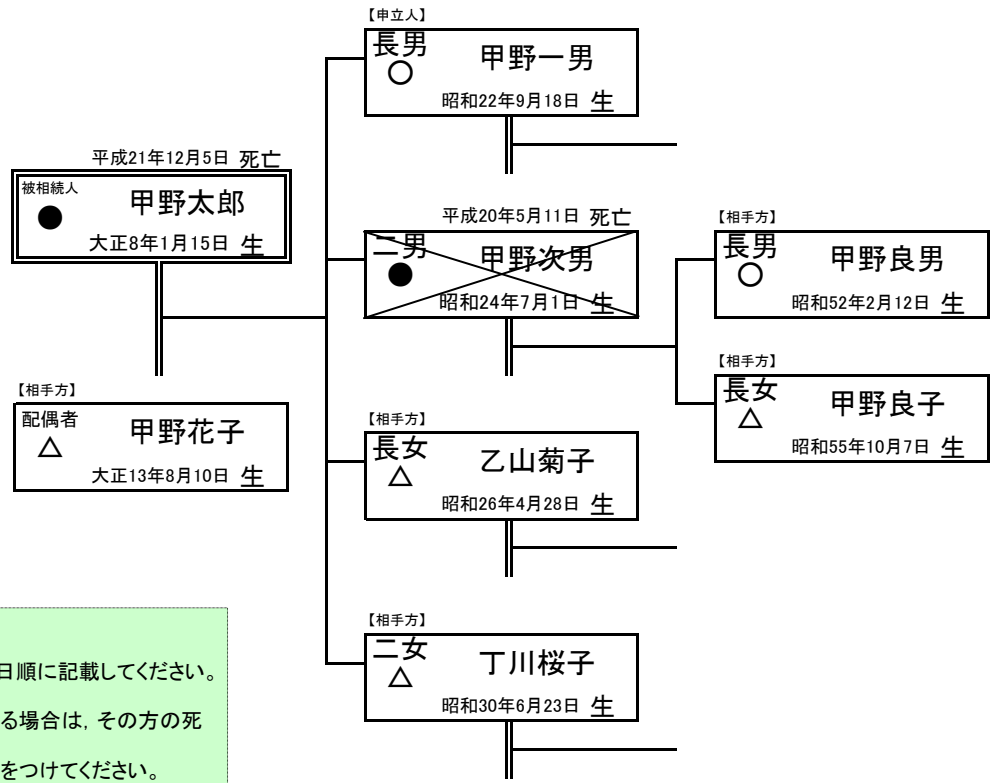 【申立人】
長男
○
甲野一男
昭和22年9月18日 生
平成21年12月5日 死亡
被相続人
●
甲野太郎
大正8年1月15日 生
平成20年5月11日 死亡
二男
●
甲野次男
昭和24年7月1日 生
【相手方】
長男
○
甲野良男
昭和52年2月12日 生
【相手方】
長女
△
甲野良子
昭和55年10月7日 生
【相手方】
配偶者
△
甲野花子
大正13年8月10日 生
【相手方】
長女
△
乙山菊子
昭和26年4月28日 生
【相手方】
二女
△
丁川桜子
昭和30年6月23日 生
日順に記載してください。
る場合は，その方の死
をつけてください。